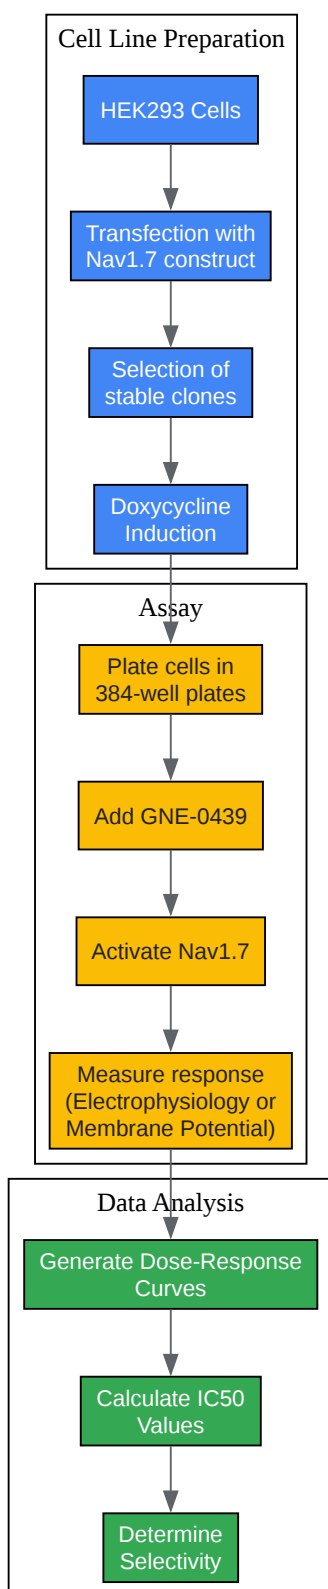 Cell Line Preparation
HEK293 Cells
Transfection with
Nav1.7 construct
Selection of
stable clones
Doxycycline
Induction
Assay
Plate cells in
384-well plates
Add GNE-0439
Activate Nav1.7
Measure response
(Electrophysiology or
Membrane Potential)
Data Analysis
Generate Dose-Response
Curves
Calculate IC50
Values
Determine
Selectivity